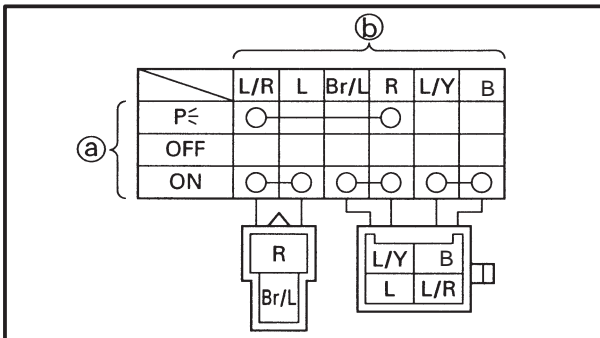 b
L/R L Br/L R L/Y B
P
a
OFF
ON
R
Br/L
L/Y B
L L/R